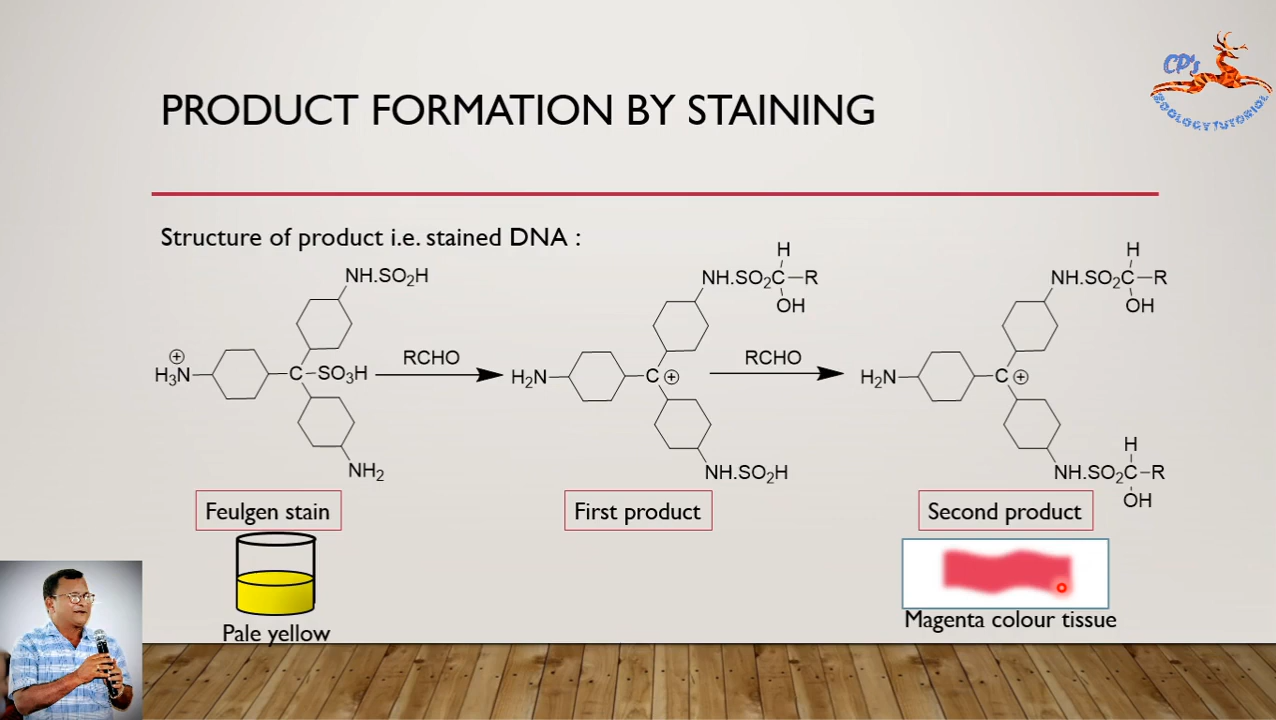 CP's
ZOOLOGY TUTORIAL
PRODUCT FORMATION BY STAINING
Structure of product i.e. stained DNA :
NH.SO₂H
⊕
H₃N
C
SO₃H
NH₂
RCHO
H
NH.SO₂C–R
OH
H₂N
C⊕
NH.SO₂H
RCHO
H
NH.SO₂C–R
OH
H₂N
C⊕
H
NH.SO₂C–R
OH
Feulgen stain
First product
Second product
Pale yellow
Magenta colour tissue